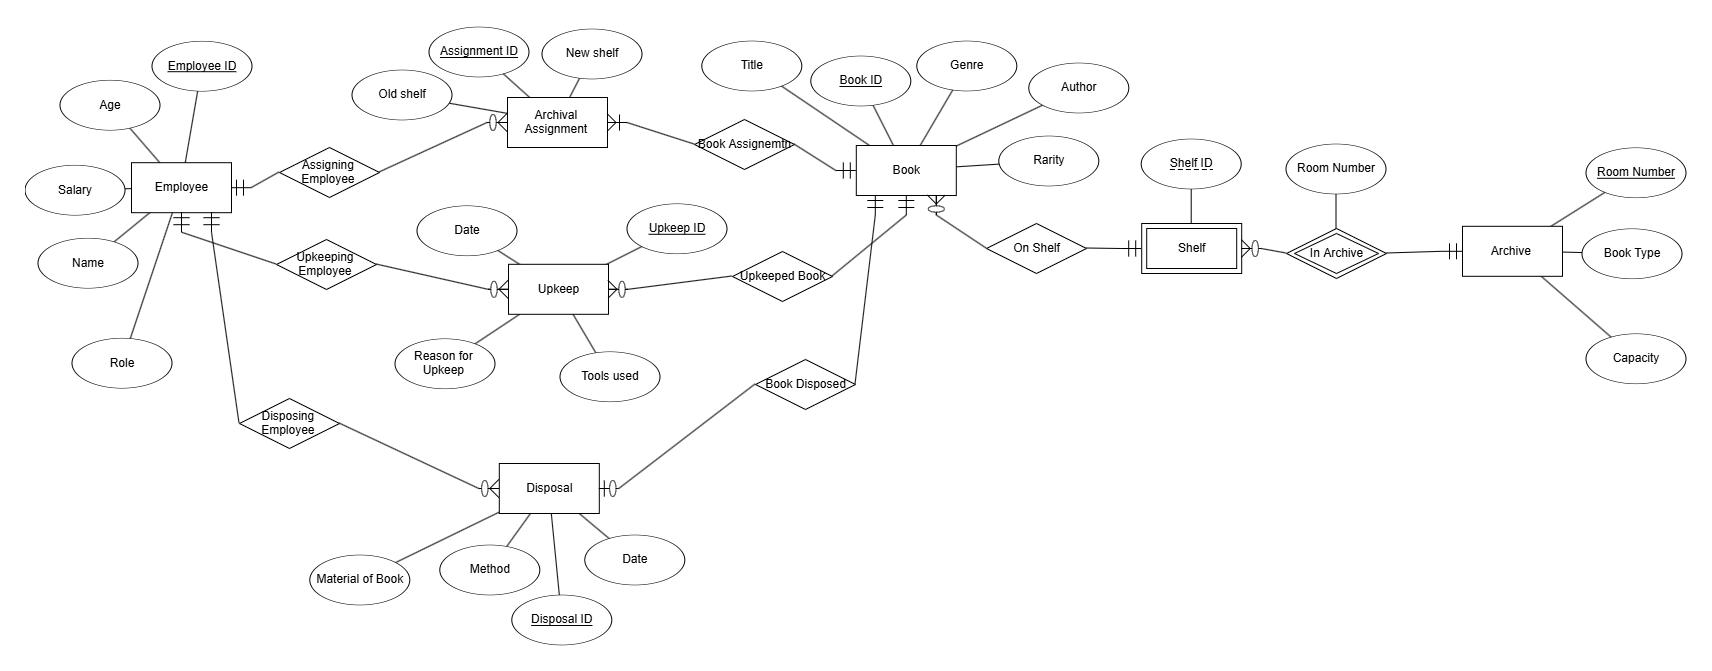 Employee ID
Age
Salary
Employee
Name
Role
Assigning
Employee
Old shelf
Assignment ID
New shelf
Archival
Assignment
Book Assignemtn
Title
Book ID
Genre
Author
Rarity
Book
Upkeeping
Employee
Date
Upkeep ID
Upkeep
Reason for
Upkeep
Tools used
Upkeeped Book
On Shelf
Shelf ID
Shelf
Room Number
In Archive
Archive
Room Number
Book Type
Capacity
Disposing
Employee
Book Disposed
Disposal
Material of Book
Method
Disposal ID
Date